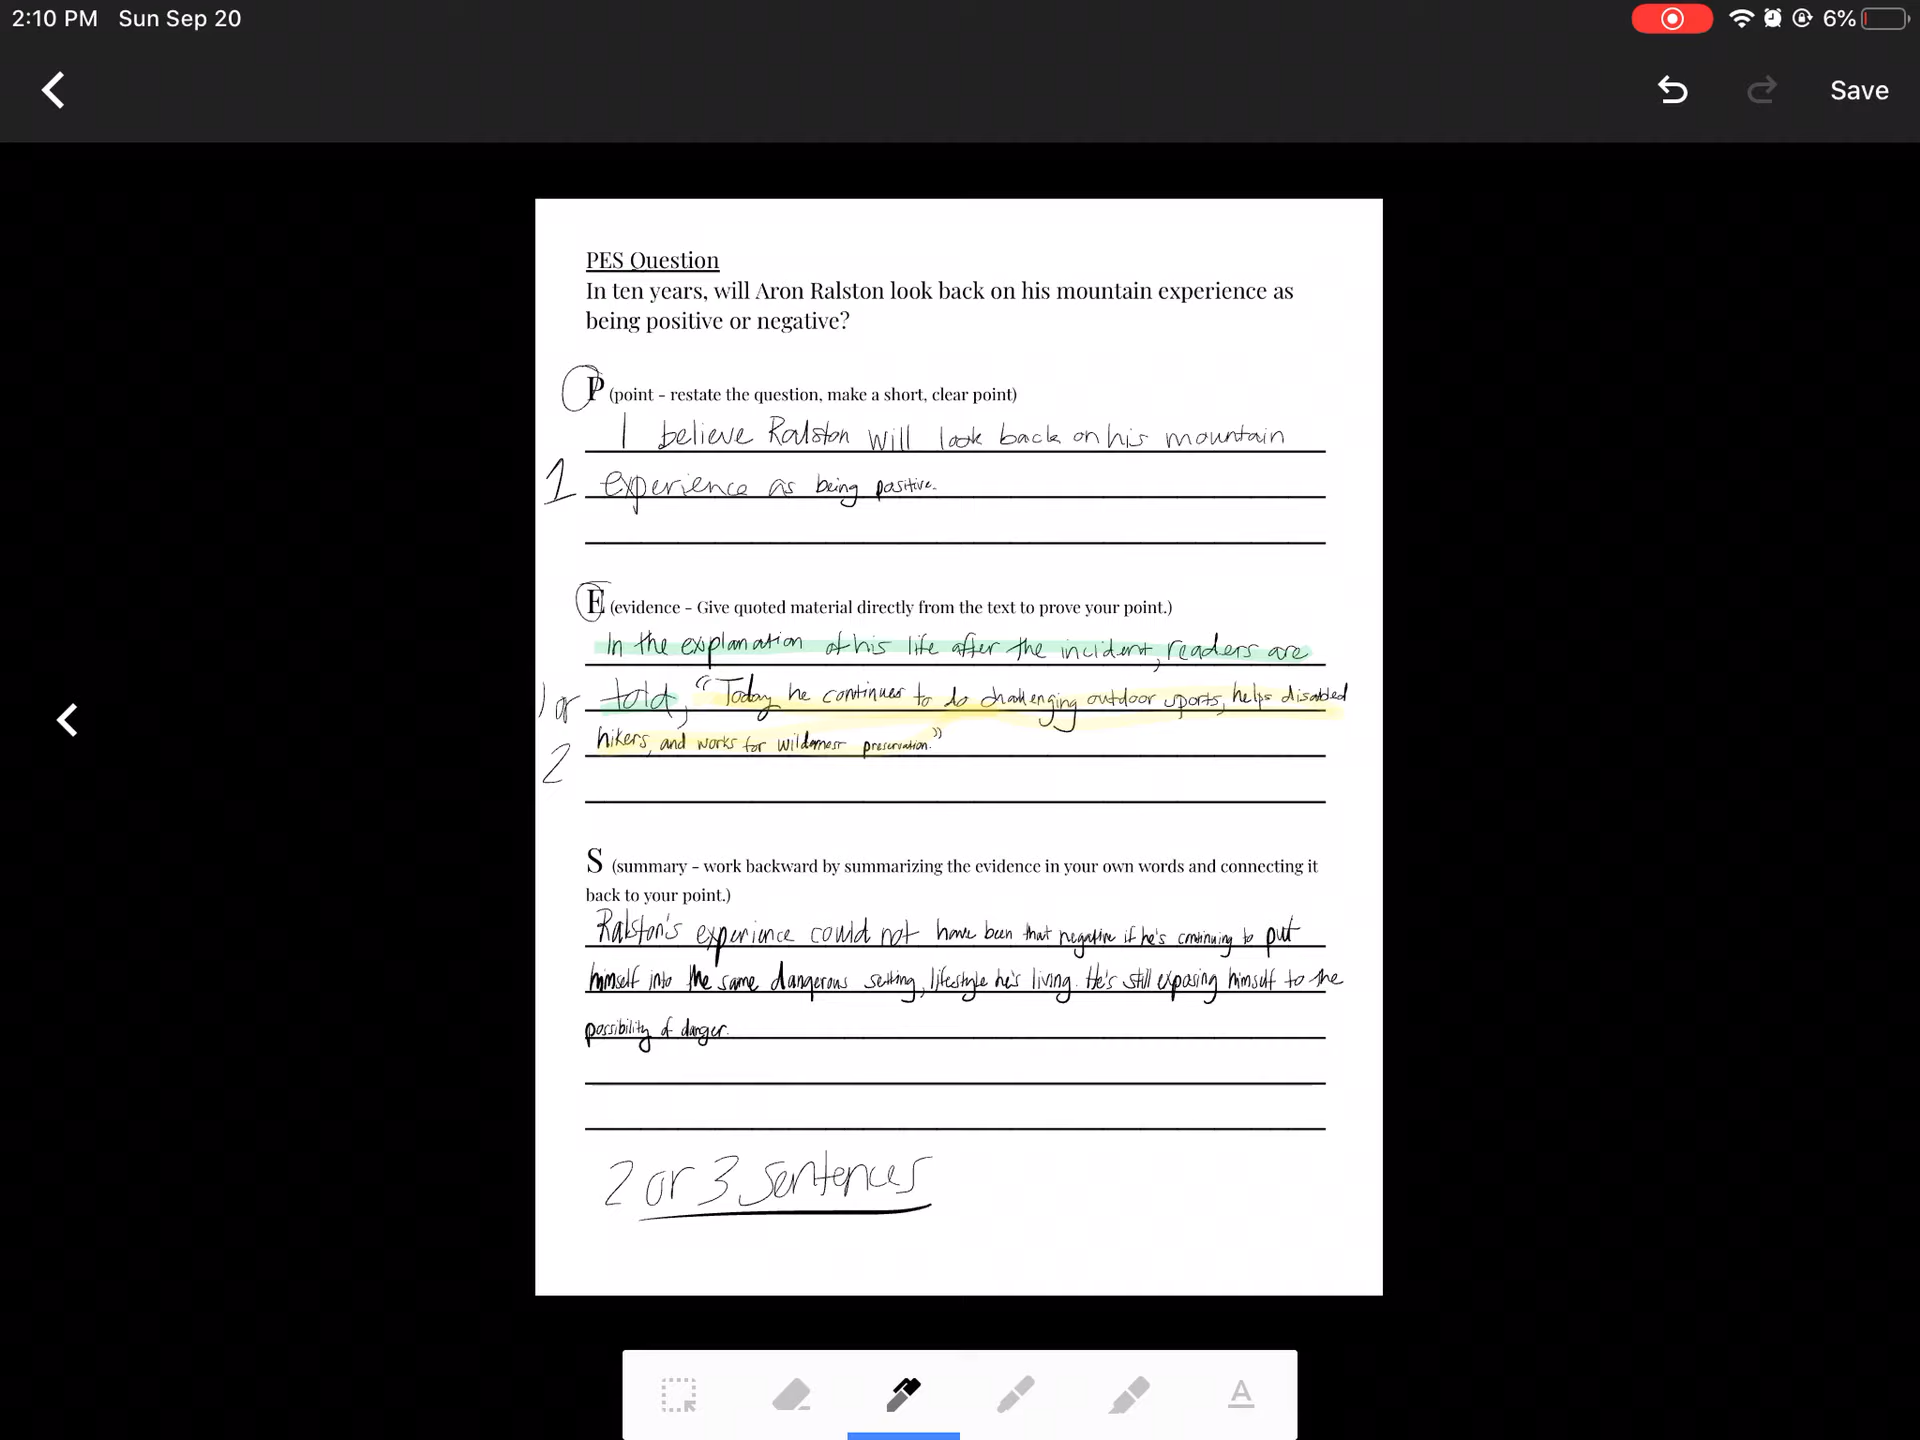 2:10 PM Sun Sep 20
6%
Save
PES Question
In ten years, will Aron Ralston look back on his mountain experience as
being positive or negative?
P (point - restate the question, make a short, clear point)
I believe Ralston will look back on his mountain
1 experience as being positive.
E (evidence - Give quoted material directly from the text to prove your point.)
In the explanation of his life after the incident, readers are
1 or told, "Today he continues to do challenging outdoor sports, helps disabled
2 hikers, and works for wilderness preservation."
S (summary - work backward by summarizing the evidence in your own words and connecting it
back to your point.)
Ralston's experience could not have been that negative if he's continuing to put
himself into the same dangerous setting, lifestyle he's living. He's still exposing himself to the
possibility of danger.
2 or 3 sentences
A